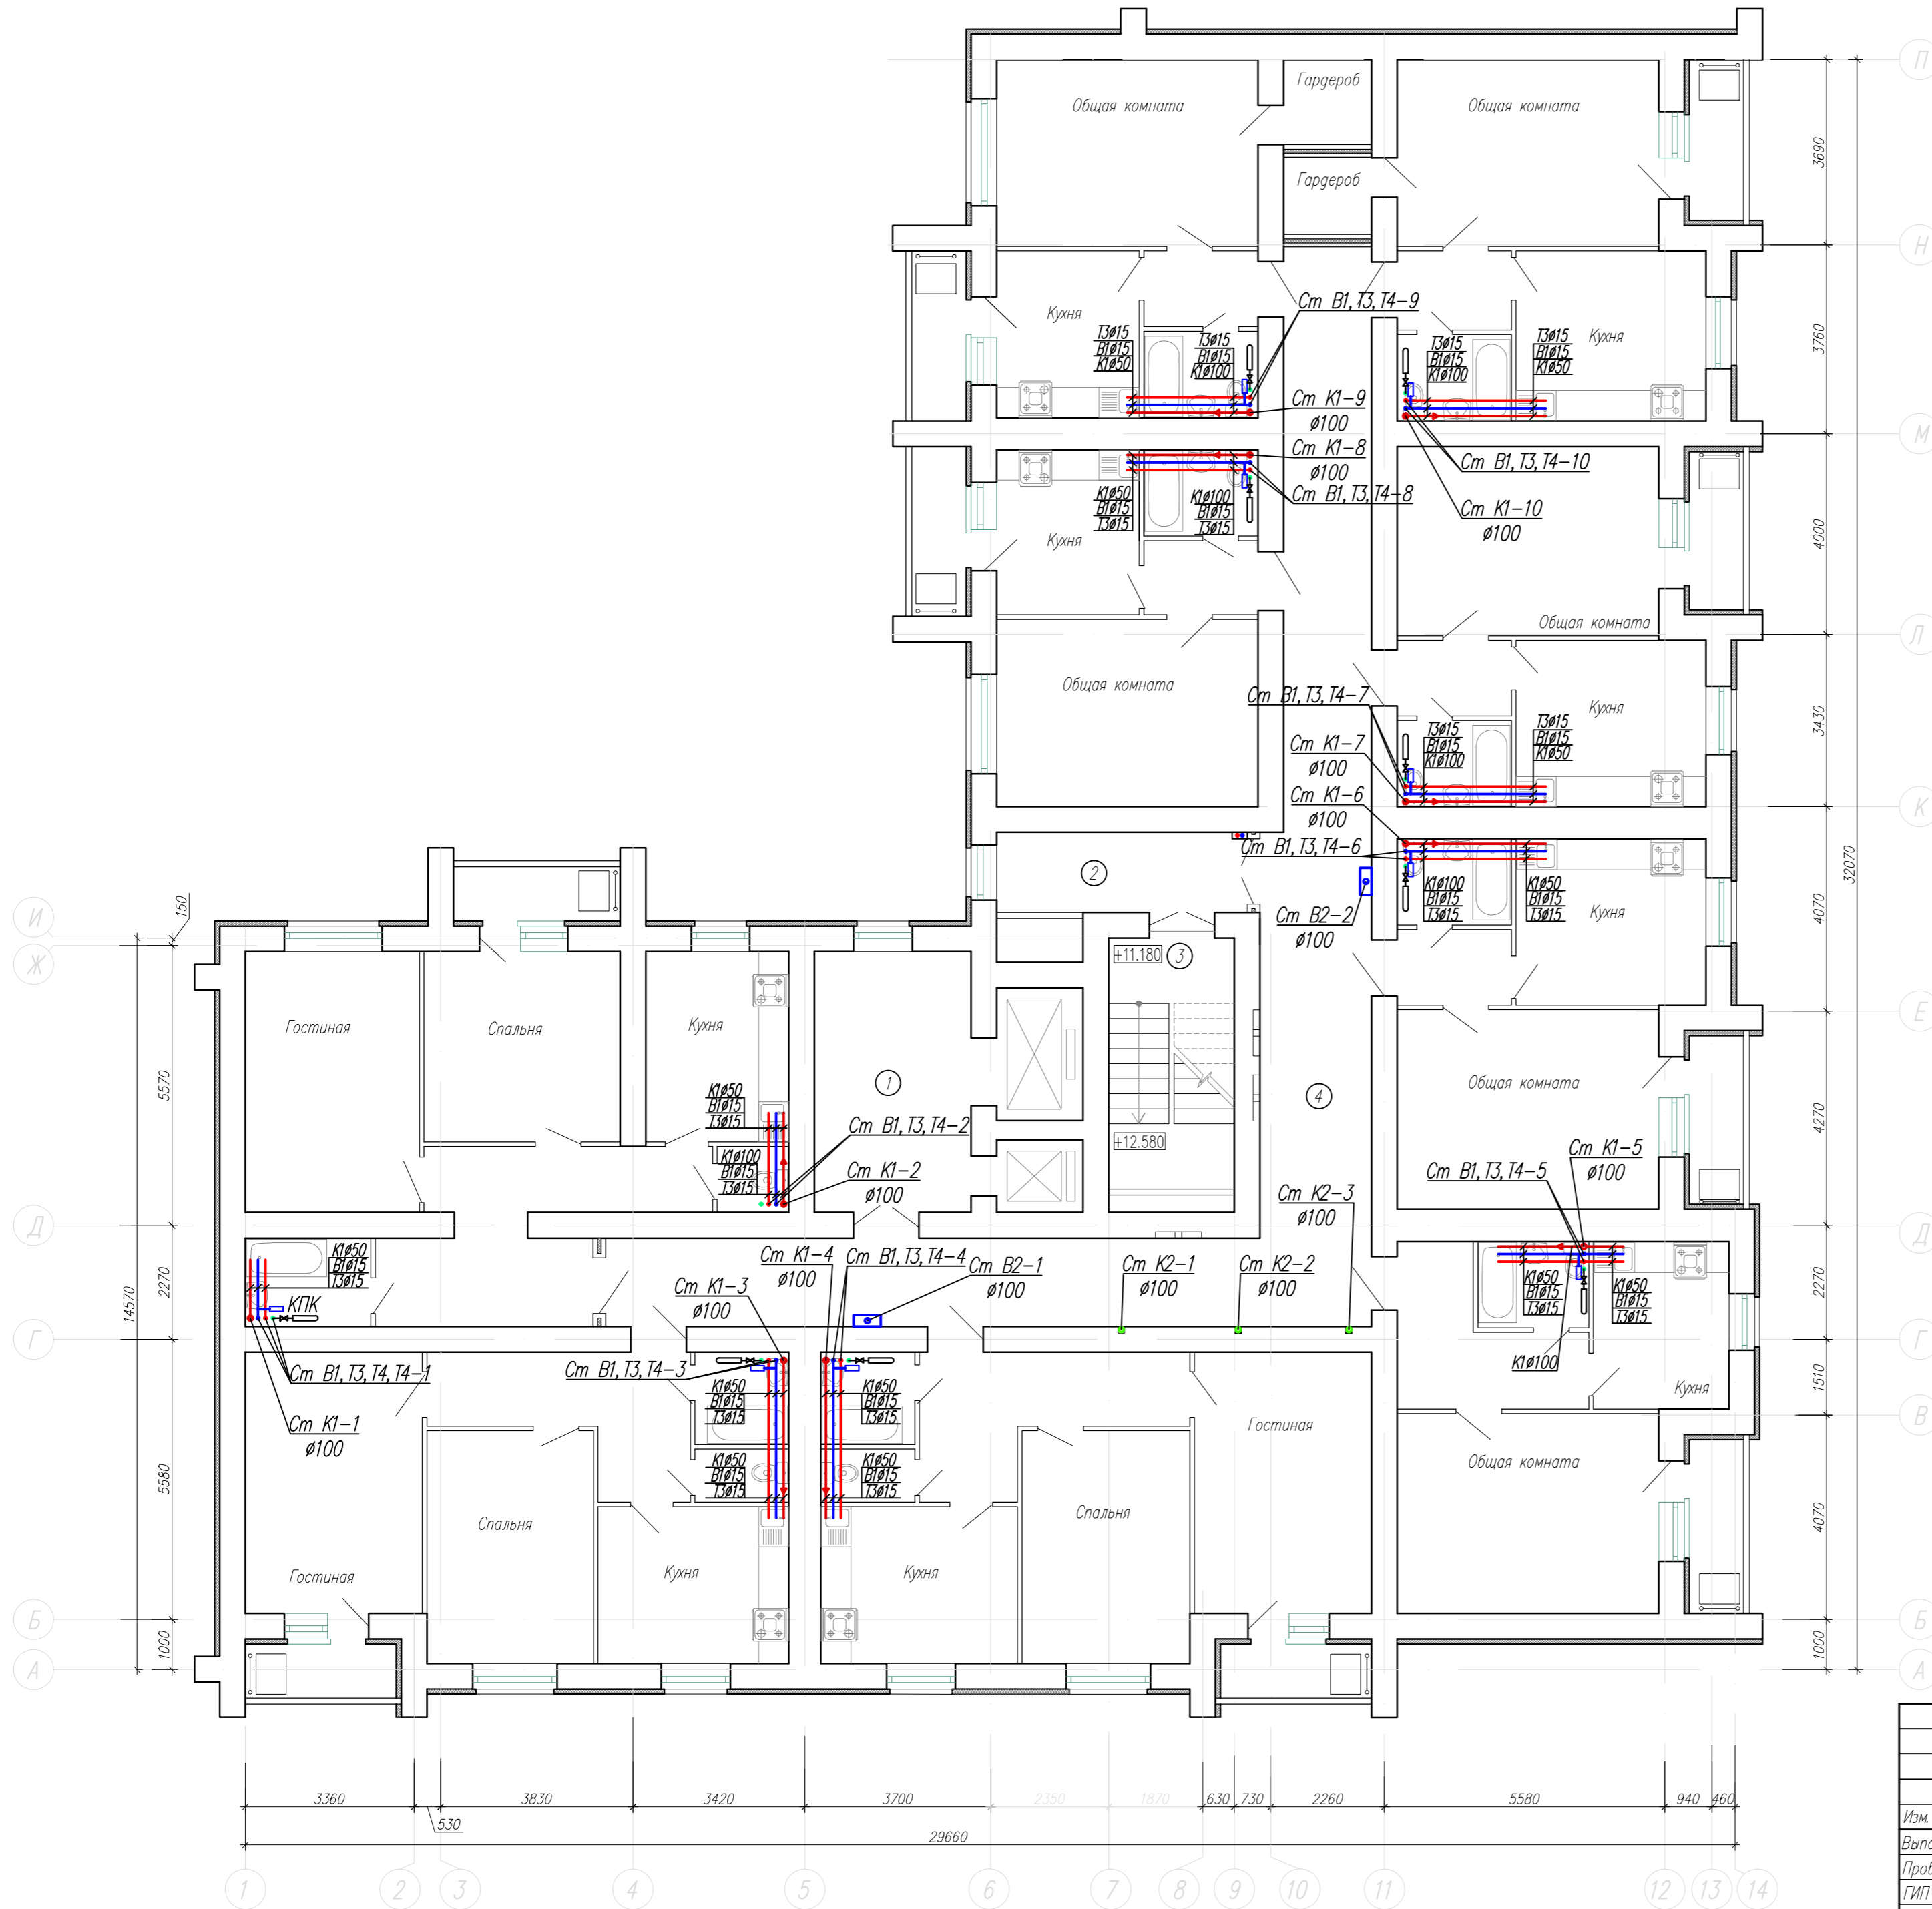 П
Гардероб
Общая комната
Общая комната
3690
Гардероб
Н
Ст В1,Т3,Т4-9
Кухня
Т3ø15
В1ø15
К1ø50
Т3ø15
В1ø15
К1ø100
Т3ø15
В1ø15
К1ø100
Т3ø15
В1ø15
К1ø50
Кухня
3760
Ст К1-9
ø100
М
Ст К1-8
ø100
Ст В1,Т3,Т4-10
К1ø50
В1ø15
Т3ø15
К1ø100
В1ø15
Т3ø15
Ст В1,Т3,Т4-8
Ст К1-10
ø100
4000
Кухня
Общая комната
Л
Общая комната
Ст В1,Т3,Т4-7
Кухня
3430
Т3ø15
В1ø15
К1ø100
Т3ø15
В1ø15
К1ø50
Ст К1-7
ø100
Ст К1-6
ø100
К
32070
Ст В1,Т3,Т4-6
2
К1ø100
В1ø15
Т3ø15
К1ø50
В1ø15
Т3ø15
Кухня
4070
150
И
Ж
Ст В2-2
ø100
+11.180
3
Е
Гостиная
Спальня
Кухня
5570
1
4
Общая комната
4270
К1ø50
В1ø15
Т3ø15
Ст В1,Т3,Т4-2
+12.580
К1ø100
В1ø15
Т3ø15
Ст К1-2
ø100
Ст В1,Т3,Т4-5
Ст К1-5
ø100
Ст К2-3
ø100
Д
Д
К1ø50
В1ø15
Т3ø15
КПК
2270
14570
Ст К1-3
ø100
Ст К1-4
ø100
Ст В1,Т3,Т4-4
Ст В2-1
ø100
Ст К2-1
ø100
Ст К2-2
ø100
К1ø50
В1ø15
Т3ø15
К1ø50
В1ø15
Т3ø15
2270
Г
Г
Ст В1,Т3,Т4,Т4-1
Ст В1,Т3,Т4-3
К1ø100
1510
К1ø50
В1ø15
Т3ø15
К1ø50
В1ø15
Т3ø15
Кухня
Ст К1-1
ø100
Гостиная
В
5580
К1ø50
В1ø15
Т3ø15
К1ø50
В1ø15
Т3ø15
Общая комната
4070
Спальня
Спальня
Гостиная
Кухня
Кухня
Б
Б
1000
1000
А
А
3360
530
3830
3420
3700
2350
1870
630
730
2260
5580
940
460
29660
Изм.
Вып
Пров
ГИП
1
2
3
4
5
6
7
8
9
10
11
12
13
14